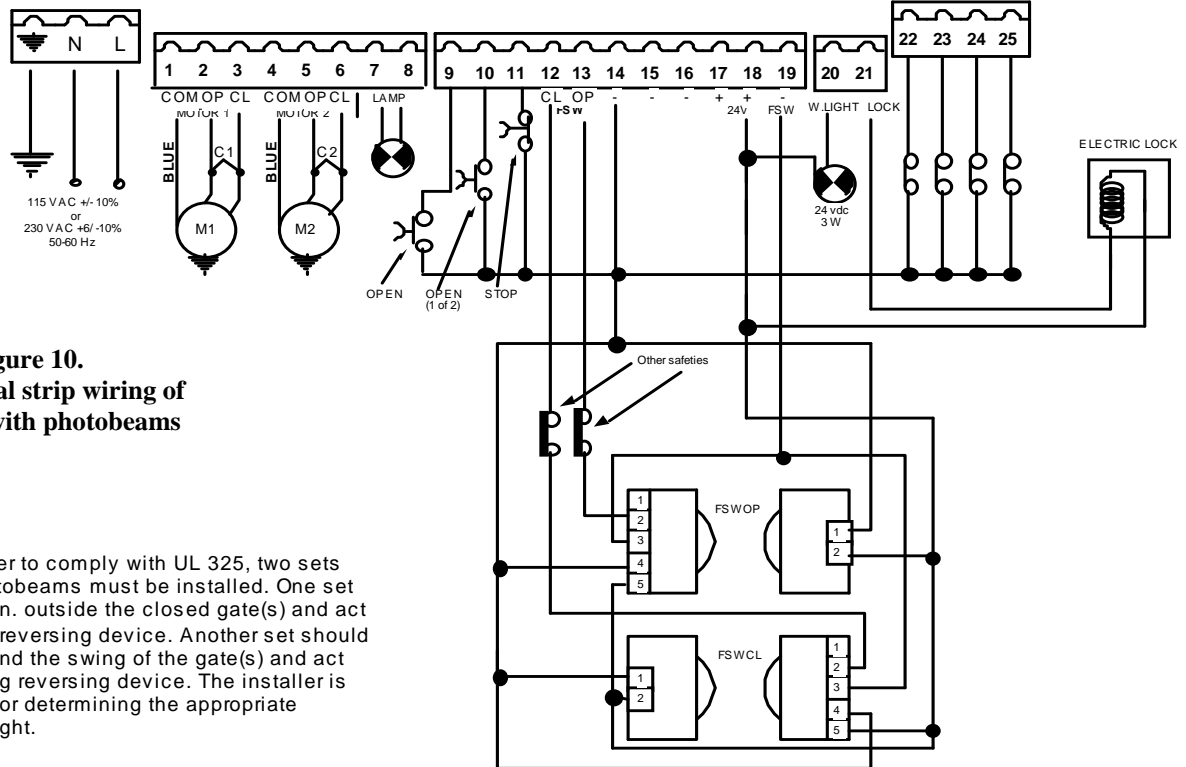 N L
1 2 3 4 5 6 7 8
9 10 11 12 13 14 15 16 17 18 19
20 21
22 23 24 25
COM OP CL COM OP CL LAMP
MOTOR 1 MOTOR 2
CL OP - - - + + -
FSW 24V FSW
W.LIGHT LOCK
ELECTRIC LOCK
BLUE C1 BLUE C2
115 VAC +/- 10%
or
230 VAC +6/-10%
50-60 Hz
M1 M2
24 vdc
3 W
OPEN OPEN STOP
(1 of 2)
gure 10.
al strip wiring of
with photobeams
Other safeties
FSWOP
1
2
3
4
5
1
2
er to comply with UL 325, two sets
tobeams must be installed. One set
n. outside the closed gate(s) and act
reversing device. Another set should
nd the swing of the gate(s) and act
g reversing device. The installer is
or determining the appropriate
ght.
FSWCL
1
2
1
2
3
4
5